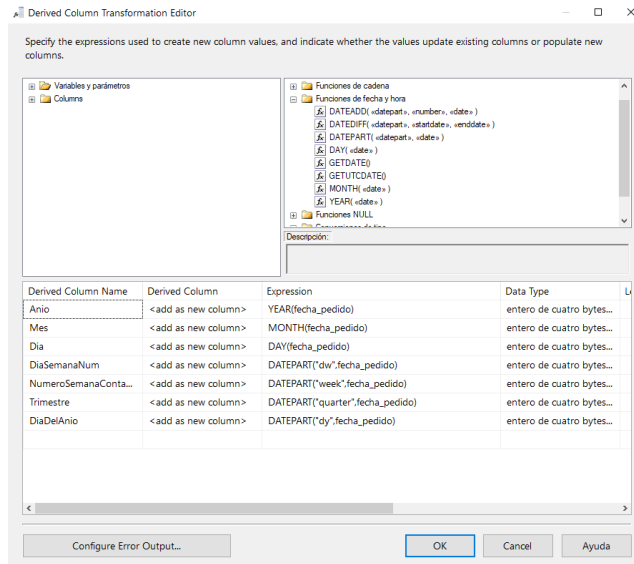 Derived Column Transformation Editor
Specify the expressions used to create new column values, and indicate whether the values update existing columns or populate new
columns.
Variables y parámetros
Columns
Funciones de cadena
Funciones de fecha y hora
DATEADD( «datepart», «number», «date» )
DATEDIFF( «datepart», «startdate», «enddate» )
DATEPART( «datepart», «date» )
DAY( «date» )
GETDATE()
GETUTCDATE()
MONTH( «date» )
YEAR( «date» )
Funciones NULL
Conversiones de tipo
Descripción:
Derived Column Name Derived Column Expression Data Type Le
Anio <add as new column> YEAR(fecha_pedido) entero de cuatro bytes...
Mes <add as new column> MONTH(fecha_pedido) entero de cuatro bytes...
Dia <add as new column> DAY(fecha_pedido) entero de cuatro bytes...
DiaSemanaNum <add as new column> DATEPART("dw",fecha_pedido) entero de cuatro bytes...
NumeroSemanaConta... <add as new column> DATEPART("week",fecha_pedido) entero de cuatro bytes...
Trimestre <add as new column> DATEPART("quarter",fecha_pedido) entero de cuatro bytes...
DiaDelAnio <add as new column> DATEPART("dy",fecha_pedido) entero de cuatro bytes...
Configure Error Output... OK Cancel Ayuda